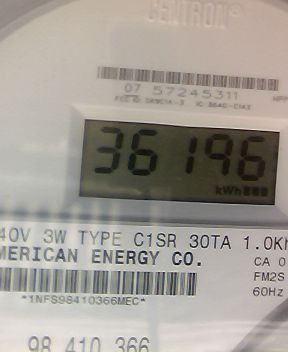 CENTRON®
07 57245311
36196
kWh
40V 3W TYPE C1SR 30TA 1.0Kh
MERICAN ENERGY CO.
CA 0
FM2S
60Hz
*1NFS98410366MEC*
98 410 366